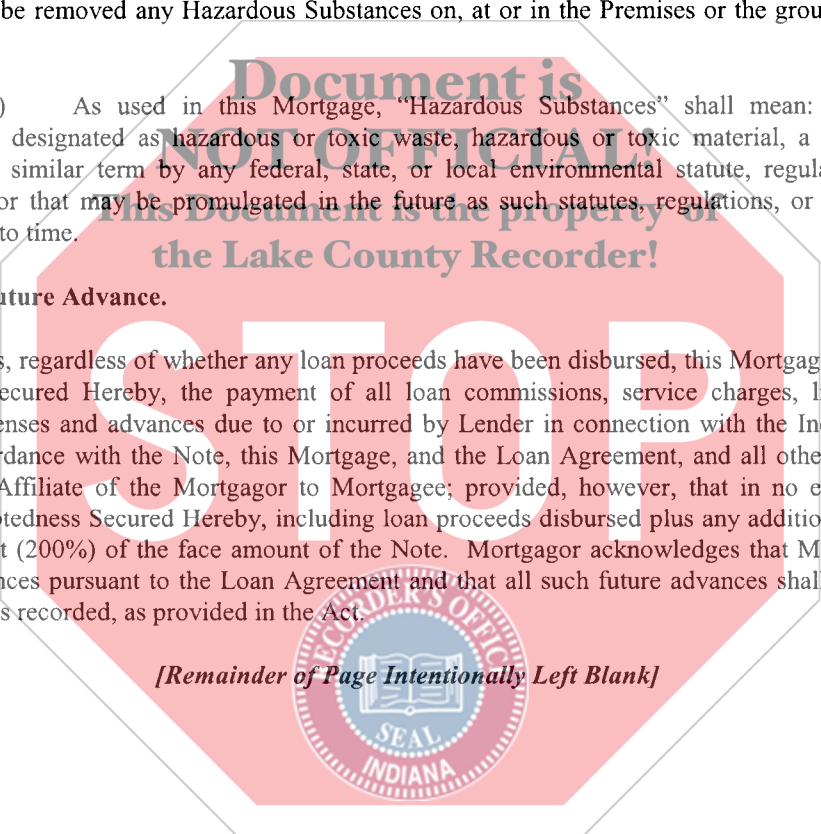 be removed any Hazardous Substances on, at or in the Premises or the grou
Document is
) As used in this Mortgage, “Hazardous Substances” shall mean:
designated as hazardous or toxic waste, hazardous or toxic material, a
NOT OFFICIAL!
similar term by any federal, state, or local environmental statute, regula
or that may be promulgated in the future as such statutes, regulations, or
This Document is the property of
to time.
the Lake County Recorder!
uture Advance.
STOP
s, regardless of whether any loan proceeds have been disbursed, this Mortgag
ecured Hereby, the payment of all loan commissions, service charges, l
enses and advances due to or incurred by Lender in connection with the In
rdance with the Note, this Mortgage, and the Loan Agreement, and all othe
Affiliate of the Mortgagor to Mortgagee; provided, however, that in no e
tedness Secured Hereby, including loan proceeds disbursed plus any additio
t (200%) of the face amount of the Note. Mortgagor acknowledges that M
nces pursuant to the Loan Agreement and that all such future advances shall
s recorded, as provided in the Act.
RECORDER'S OFFICE
[Remainder of Page Intentionally Left Blank]
SEAL
INDIANA